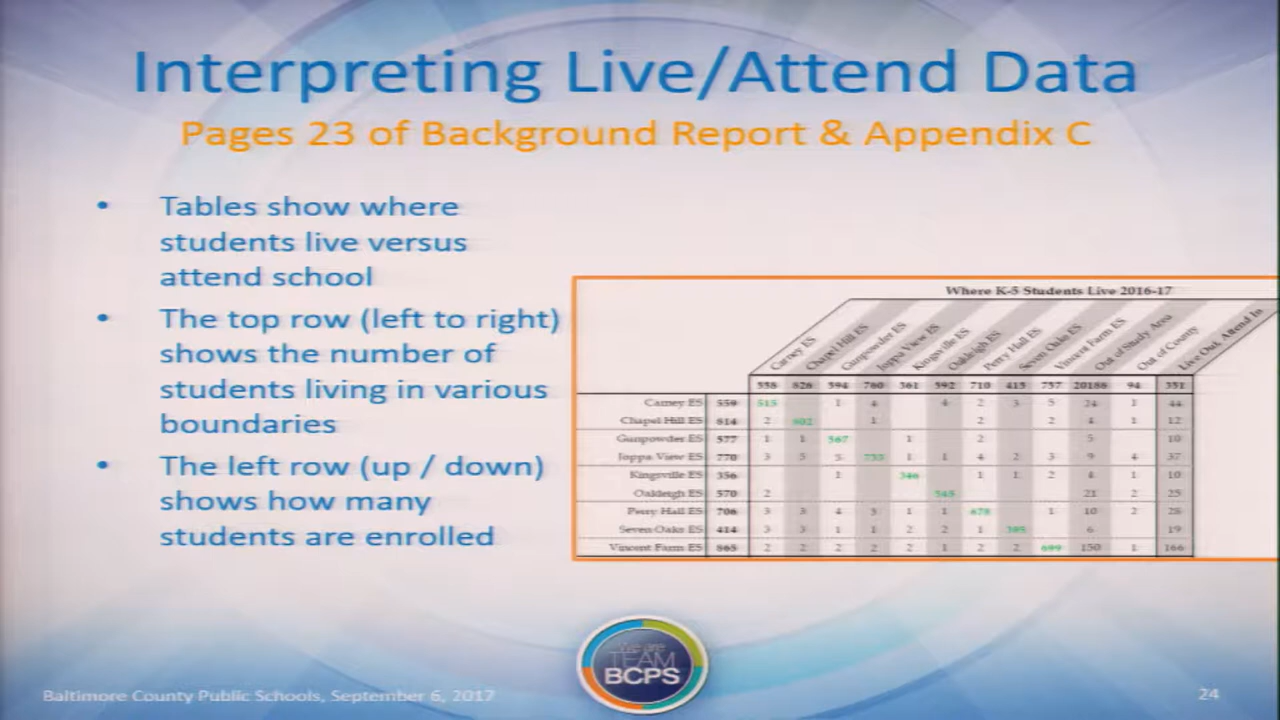 Interpreting Live/Attend Data
Pages 23 of Background Report & Appendix C
• Tables show where
students live versus
attend school
• The top row (left to right)
shows the number of
students living in various
boundaries
• The left row (up / down)
shows how many
students are enrolled
Where K-5 Students Live 2016-17
Carney ES
Chapel Hill ES
Gunpowder ES
Joppa View ES
Kingsville ES
Oakleigh ES
Perry Hall ES
Seven Oaks ES
Vincent Farm ES
Out of Study Area
Out of County
Live Out, Attend In
558 826 594 760 361 592 710 415 757 20186 94 351
Carney ES 559 515 1 4 4 2 3 5 24 1 44
Chapel Hill ES 814 2 802 1 2 2 4 1 12
Gunpowder ES 577 1 1 567 1 2 5 10
Joppa View ES 770 3 5 5 733 1 1 4 2 3 9 4 37
Kingsville ES 356 1 346 1 1 2 4 1 10
Oakleigh ES 570 2 545 21 2 25
Perry Hall ES 706 3 3 4 3 1 1 678 1 10 2 28
Seven Oaks ES 414 3 3 1 1 2 2 1 395 6 19
Vincent Farm ES 865 2 2 2 2 2 1 2 2 699 150 1 166
we are
TEAM
BCPS
Baltimore County Public Schools, September 6, 2017
24